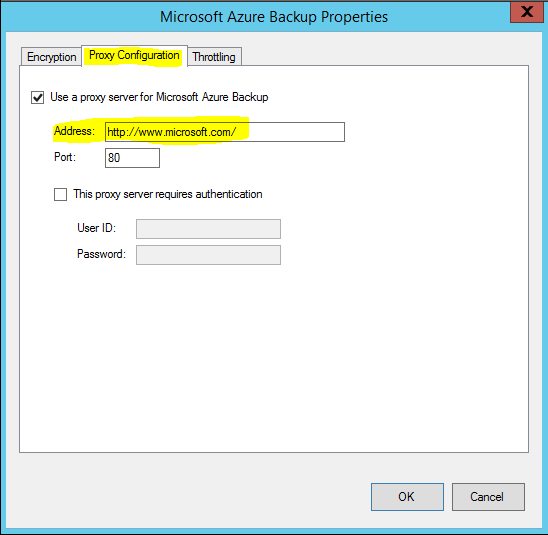 Microsoft Azure Backup Properties
Encryption Proxy Configuration Throttling
Use a proxy server for Microsoft Azure Backup
Address: http://www.microsoft.com/
Port: 80
This proxy server requires authentication
User ID:
Password:
OK Cancel